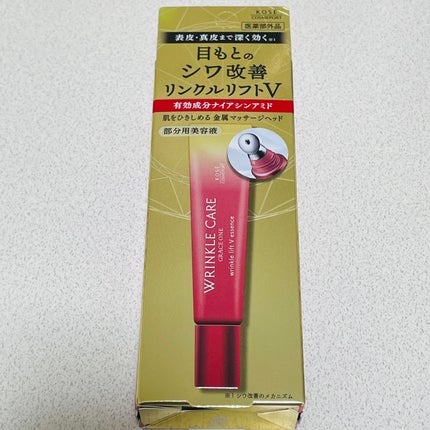 KOSÉ
COSMEPORT
医薬部外品
表皮・真皮まで深く効く※1
目もとの
シワ改善
リンクルリフトV
有効成分ナイアシンアミド
肌をひきしめる 金属マッサージヘッド
部分用美容液
KOSÉ
WRINKLE CARE
GRACE ONE
wrinkle lift V essence
※1シワ改善のメカニズム